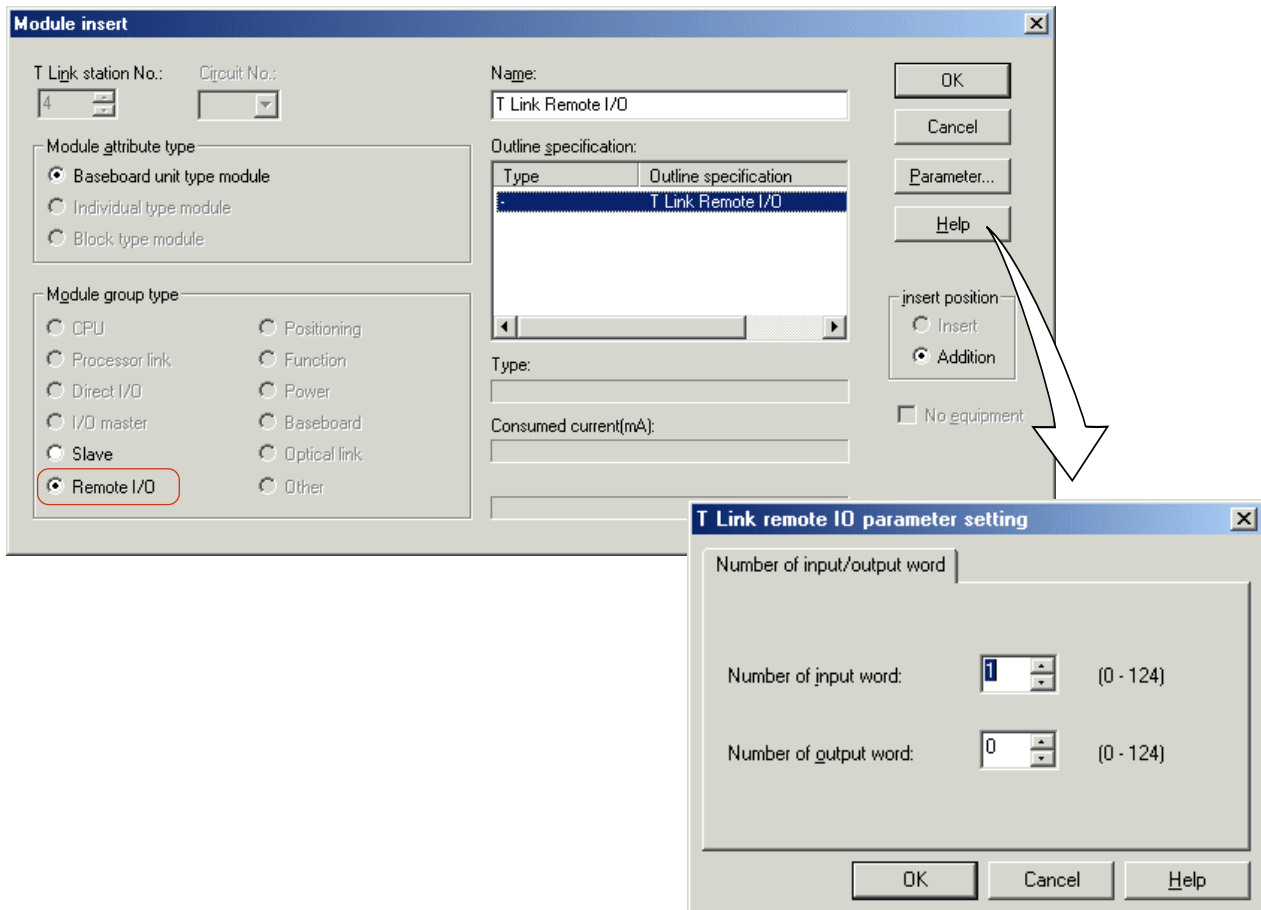 Module insert
T Link station No.:
4
Circuit No.:
Module attribute type
Baseboard unit type module
Individual type module
Block type module
Module group type
CPU
Processor link
Direct I/O
I/O master
Slave
Remote I/O
Positioning
Function
Power
Baseboard
Optical link
Other
Name:
T Link Remote I/O
Outline specification:
Type Outline specification
- T Link Remote I/O
Type:
Consumed current(mA):
OK
Cancel
Parameter...
Help
insert position
Insert
Addition
No equipment
T Link remote IO parameter setting
Number of input/output word
Number of input word: 1 (0 - 124)
Number of output word: 0 (0 - 124)
OK Cancel Help